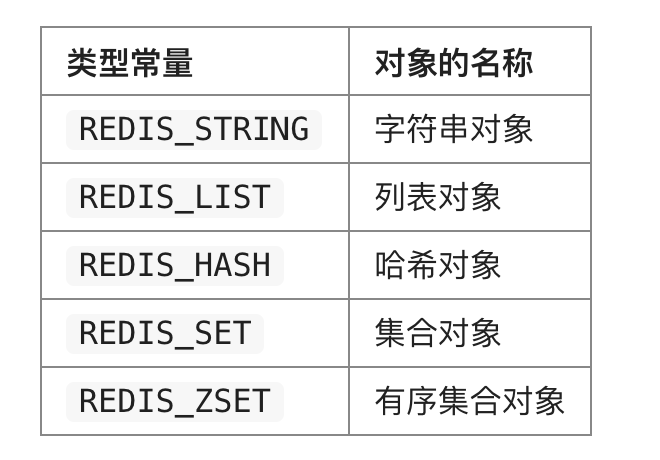 类型常量 对象的名称
REDIS_STRING 字符串对象
REDIS_LIST 列表对象
REDIS_HASH 哈希对象
REDIS_SET 集合对象
REDIS_ZSET 有序集合对象